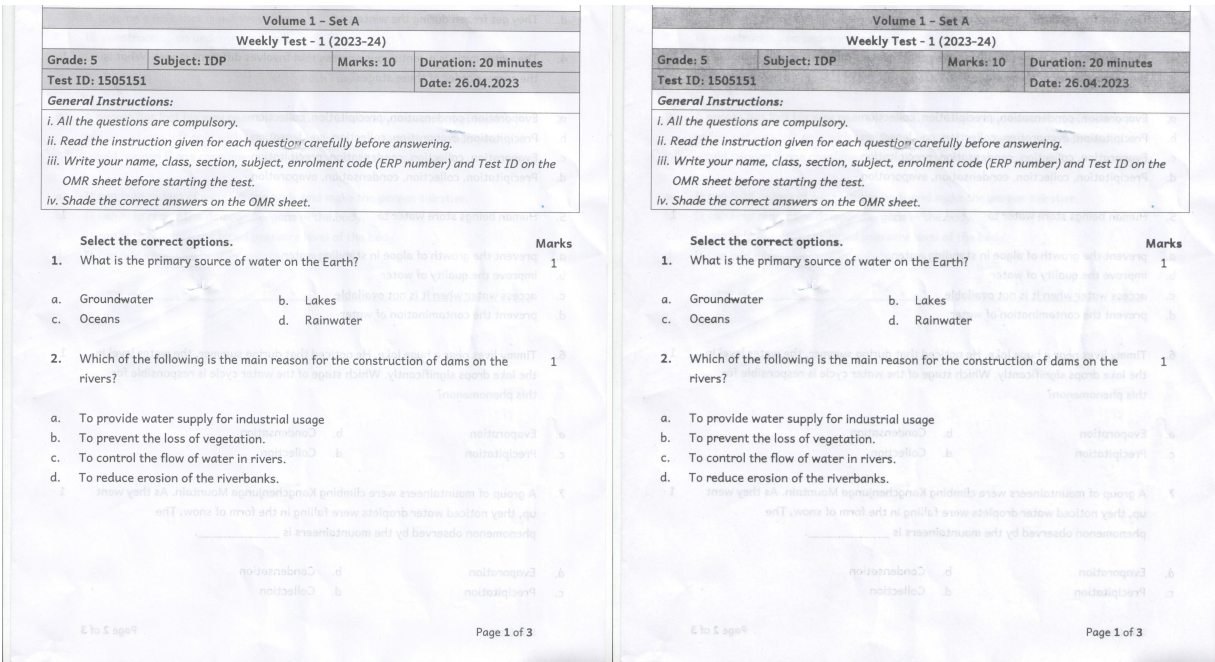 Volume 1 – Set A
Weekly Test - 1 (2023-24)
Grade: 5 Subject: IDP Marks: 10 Duration: 20 minutes
Test ID: 1505151 Date: 26.04.2023
General Instructions:
i. All the questions are compulsory.
ii. Read the instruction given for each question carefully before answering.
iii. Write your name, class, section, subject, enrolment code (ERP number) and Test ID on the
OMR sheet before starting the test.
iv. Shade the correct answers on the OMR sheet.
Select the correct options. Marks
1. What is the primary source of water on the Earth? 1
a. Groundwater b. Lakes
c. Oceans d. Rainwater
2. Which of the following is the main reason for the construction of dams on the 1
rivers?
a. To provide water supply for industrial usage
b. To prevent the loss of vegetation.
c. To control the flow of water in rivers.
d. To reduce erosion of the riverbanks.
Page 1 of 3
Volume 1 – Set A
Weekly Test - 1 (2023-24)
Grade: 5 Subject: IDP Marks: 10 Duration: 20 minutes
Test ID: 1505151 Date: 26.04.2023
General Instructions:
i. All the questions are compulsory.
ii. Read the instruction given for each question carefully before answering.
iii. Write your name, class, section, subject, enrolment code (ERP number) and Test ID on the
OMR sheet before starting the test.
iv. Shade the correct answers on the OMR sheet.
Select the correct options. Marks
1. What is the primary source of water on the Earth? 1
a. Groundwater b. Lakes
c. Oceans d. Rainwater
2. Which of the following is the main reason for the construction of dams on the 1
rivers?
a. To provide water supply for industrial usage
b. To prevent the loss of vegetation.
c. To control the flow of water in rivers.
d. To reduce erosion of the riverbanks.
Page 1 of 3